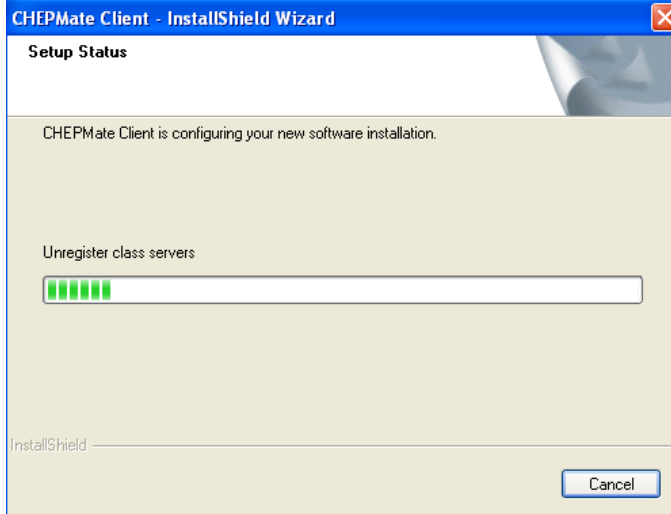 CHEPMate Client - InstallShield Wizard
Setup Status
CHEPMate Client is configuring your new software installation.
Unregister class servers
InstallShield
Cancel